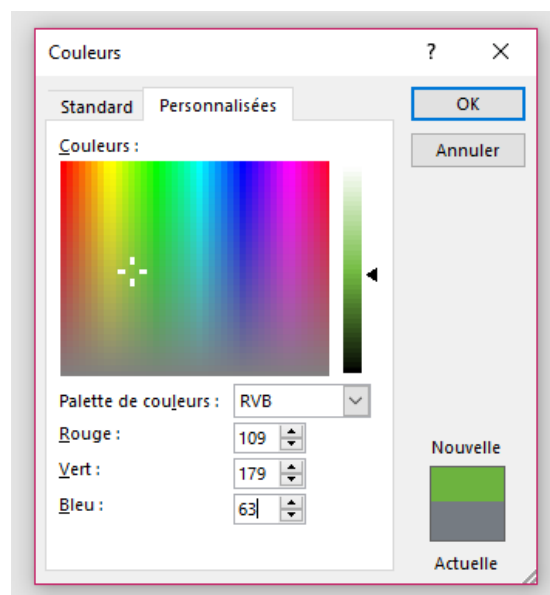 Couleurs ?
Standard Personnalisées OK
Couleurs : Annuler
Palette de couleurs : RVB
Rouge : 109
Vert : 179
Bleu : 63
Nouvelle
Actuelle